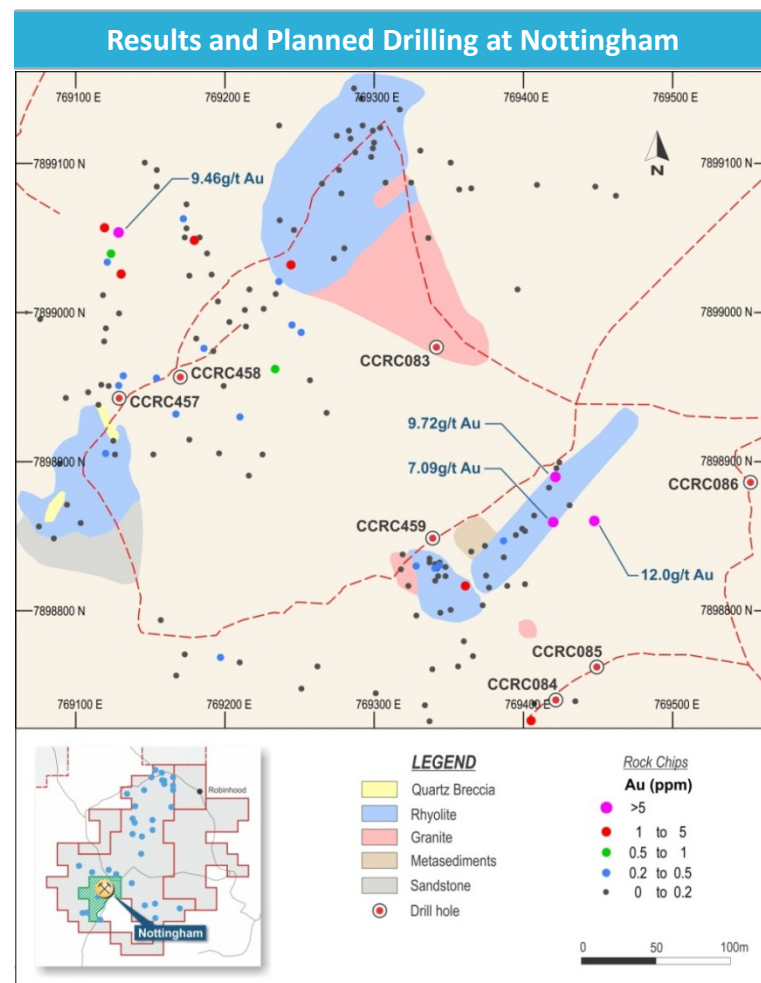 Results and Planned Drilling at Nottingham
769100 E
769200 E
769300 E
769400 E
769500 E
7899100 N
7899100 N
N
9.46g/t Au
7899000 N
7899000 N
CCRC083
CCRC458
CCRC457
9.72g/t Au
7.09g/t Au
7898900 N
7898900 N
CCRC086
CCRC459
12.0g/t Au
7898800 N
7898800 N
CCRC085
CCRC084
769100 E
769200 E
769300 E
769400 E
769500 E
Robinhood
Nottingham
LEGEND
Quartz Breccia
Rhyolite
Granite
Metasediments
Sandstone
Drill hole
Rock Chips
Au (ppm)
>5
1 to 5
0.5 to 1
0.2 to 0.5
0 to 0.2
0 50 100m